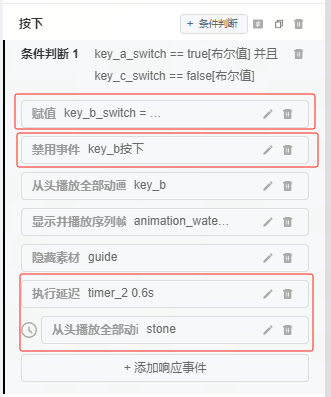 按下
+ 条件判断
条件判断 1 key_a_switch == true[布尔值] 并且
key_c_switch == false[布尔值]
赋值 key_b_switch = ...
禁用事件 key_b按下
从头播放全部动画 key_b
显示并播放序列帧 animation_wate...
隐藏素材 guide
执行延迟 timer_2 0.6s
从头播放全部动 stone
+ 添加响应事件